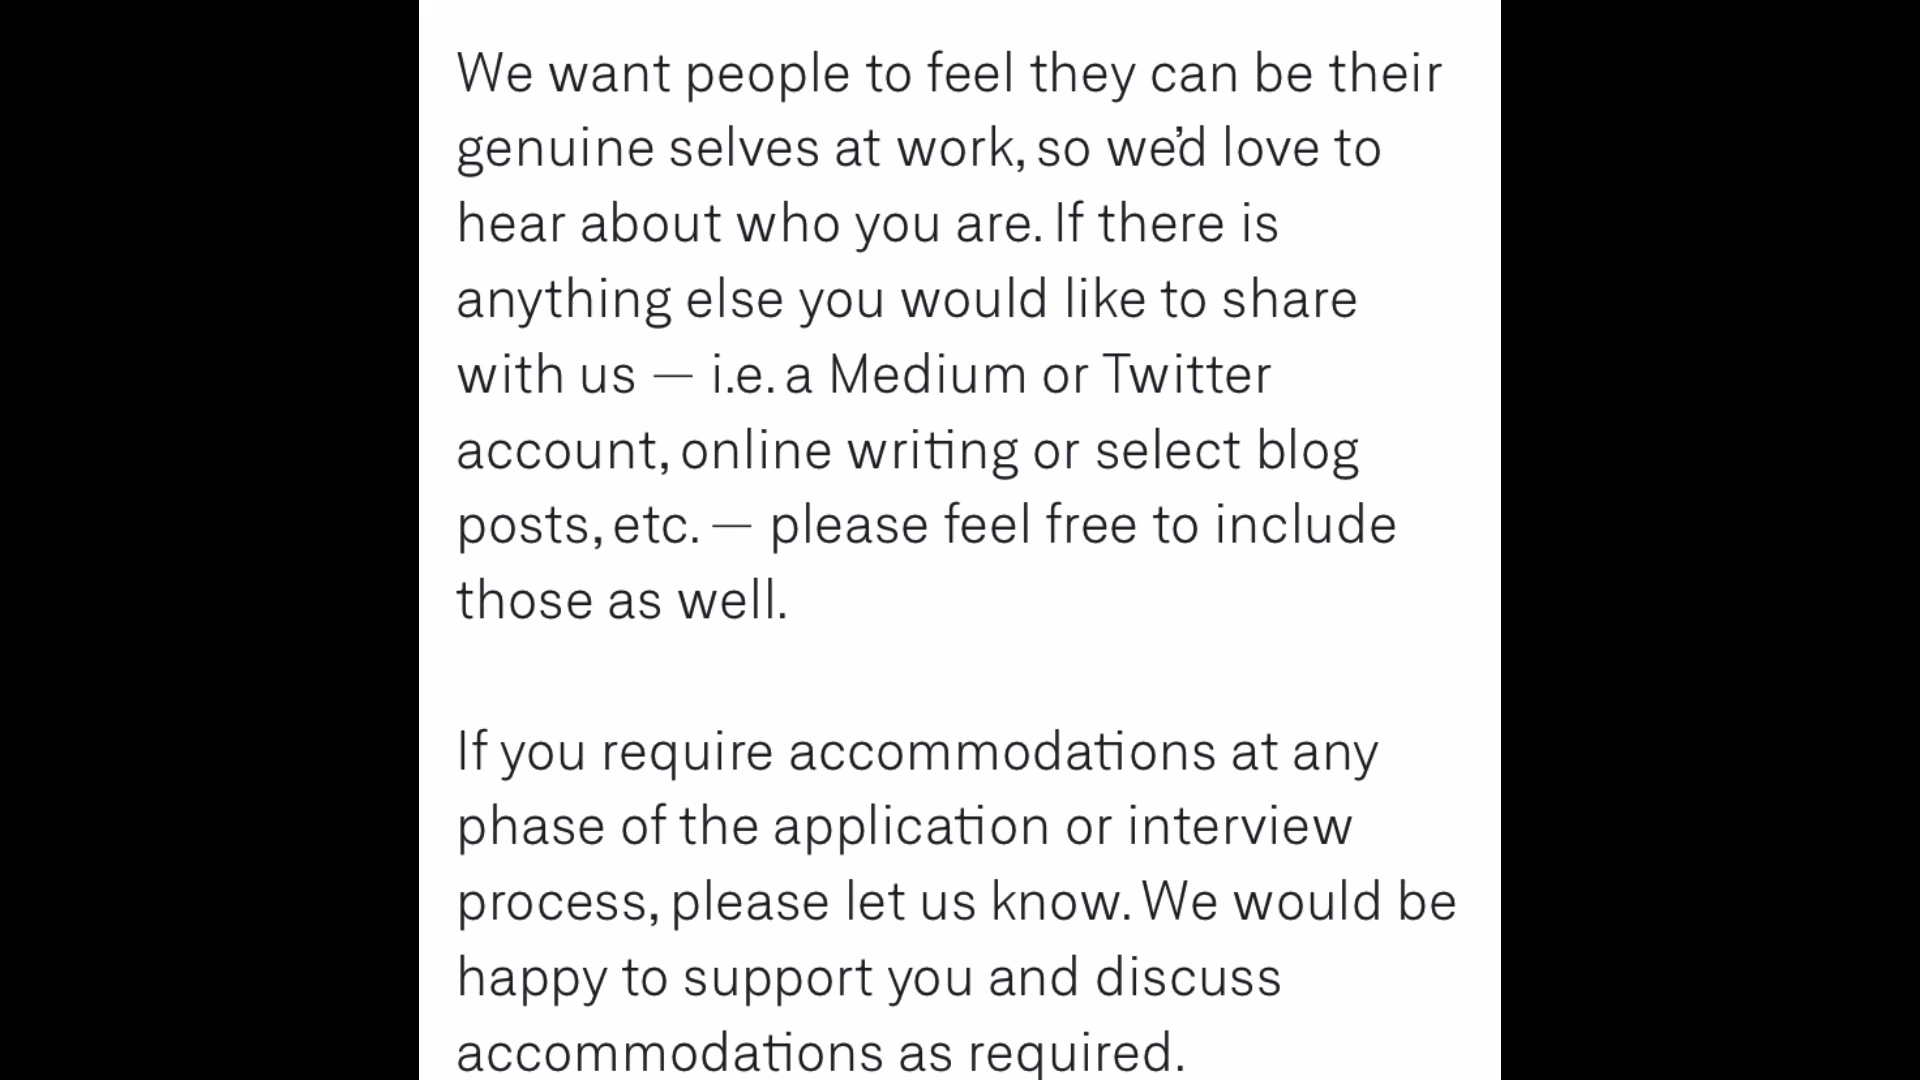 We want people to feel they can be their
genuine selves at work, so we’d love to
hear about who you are. If there is
anything else you would like to share
with us — i.e. a Medium or Twitter
account, online writing or select blog
posts, etc. — please feel free to include
those as well.
If you require accommodations at any
phase of the application or interview
process, please let us know. We would be
happy to support you and discuss
accommodations as required.